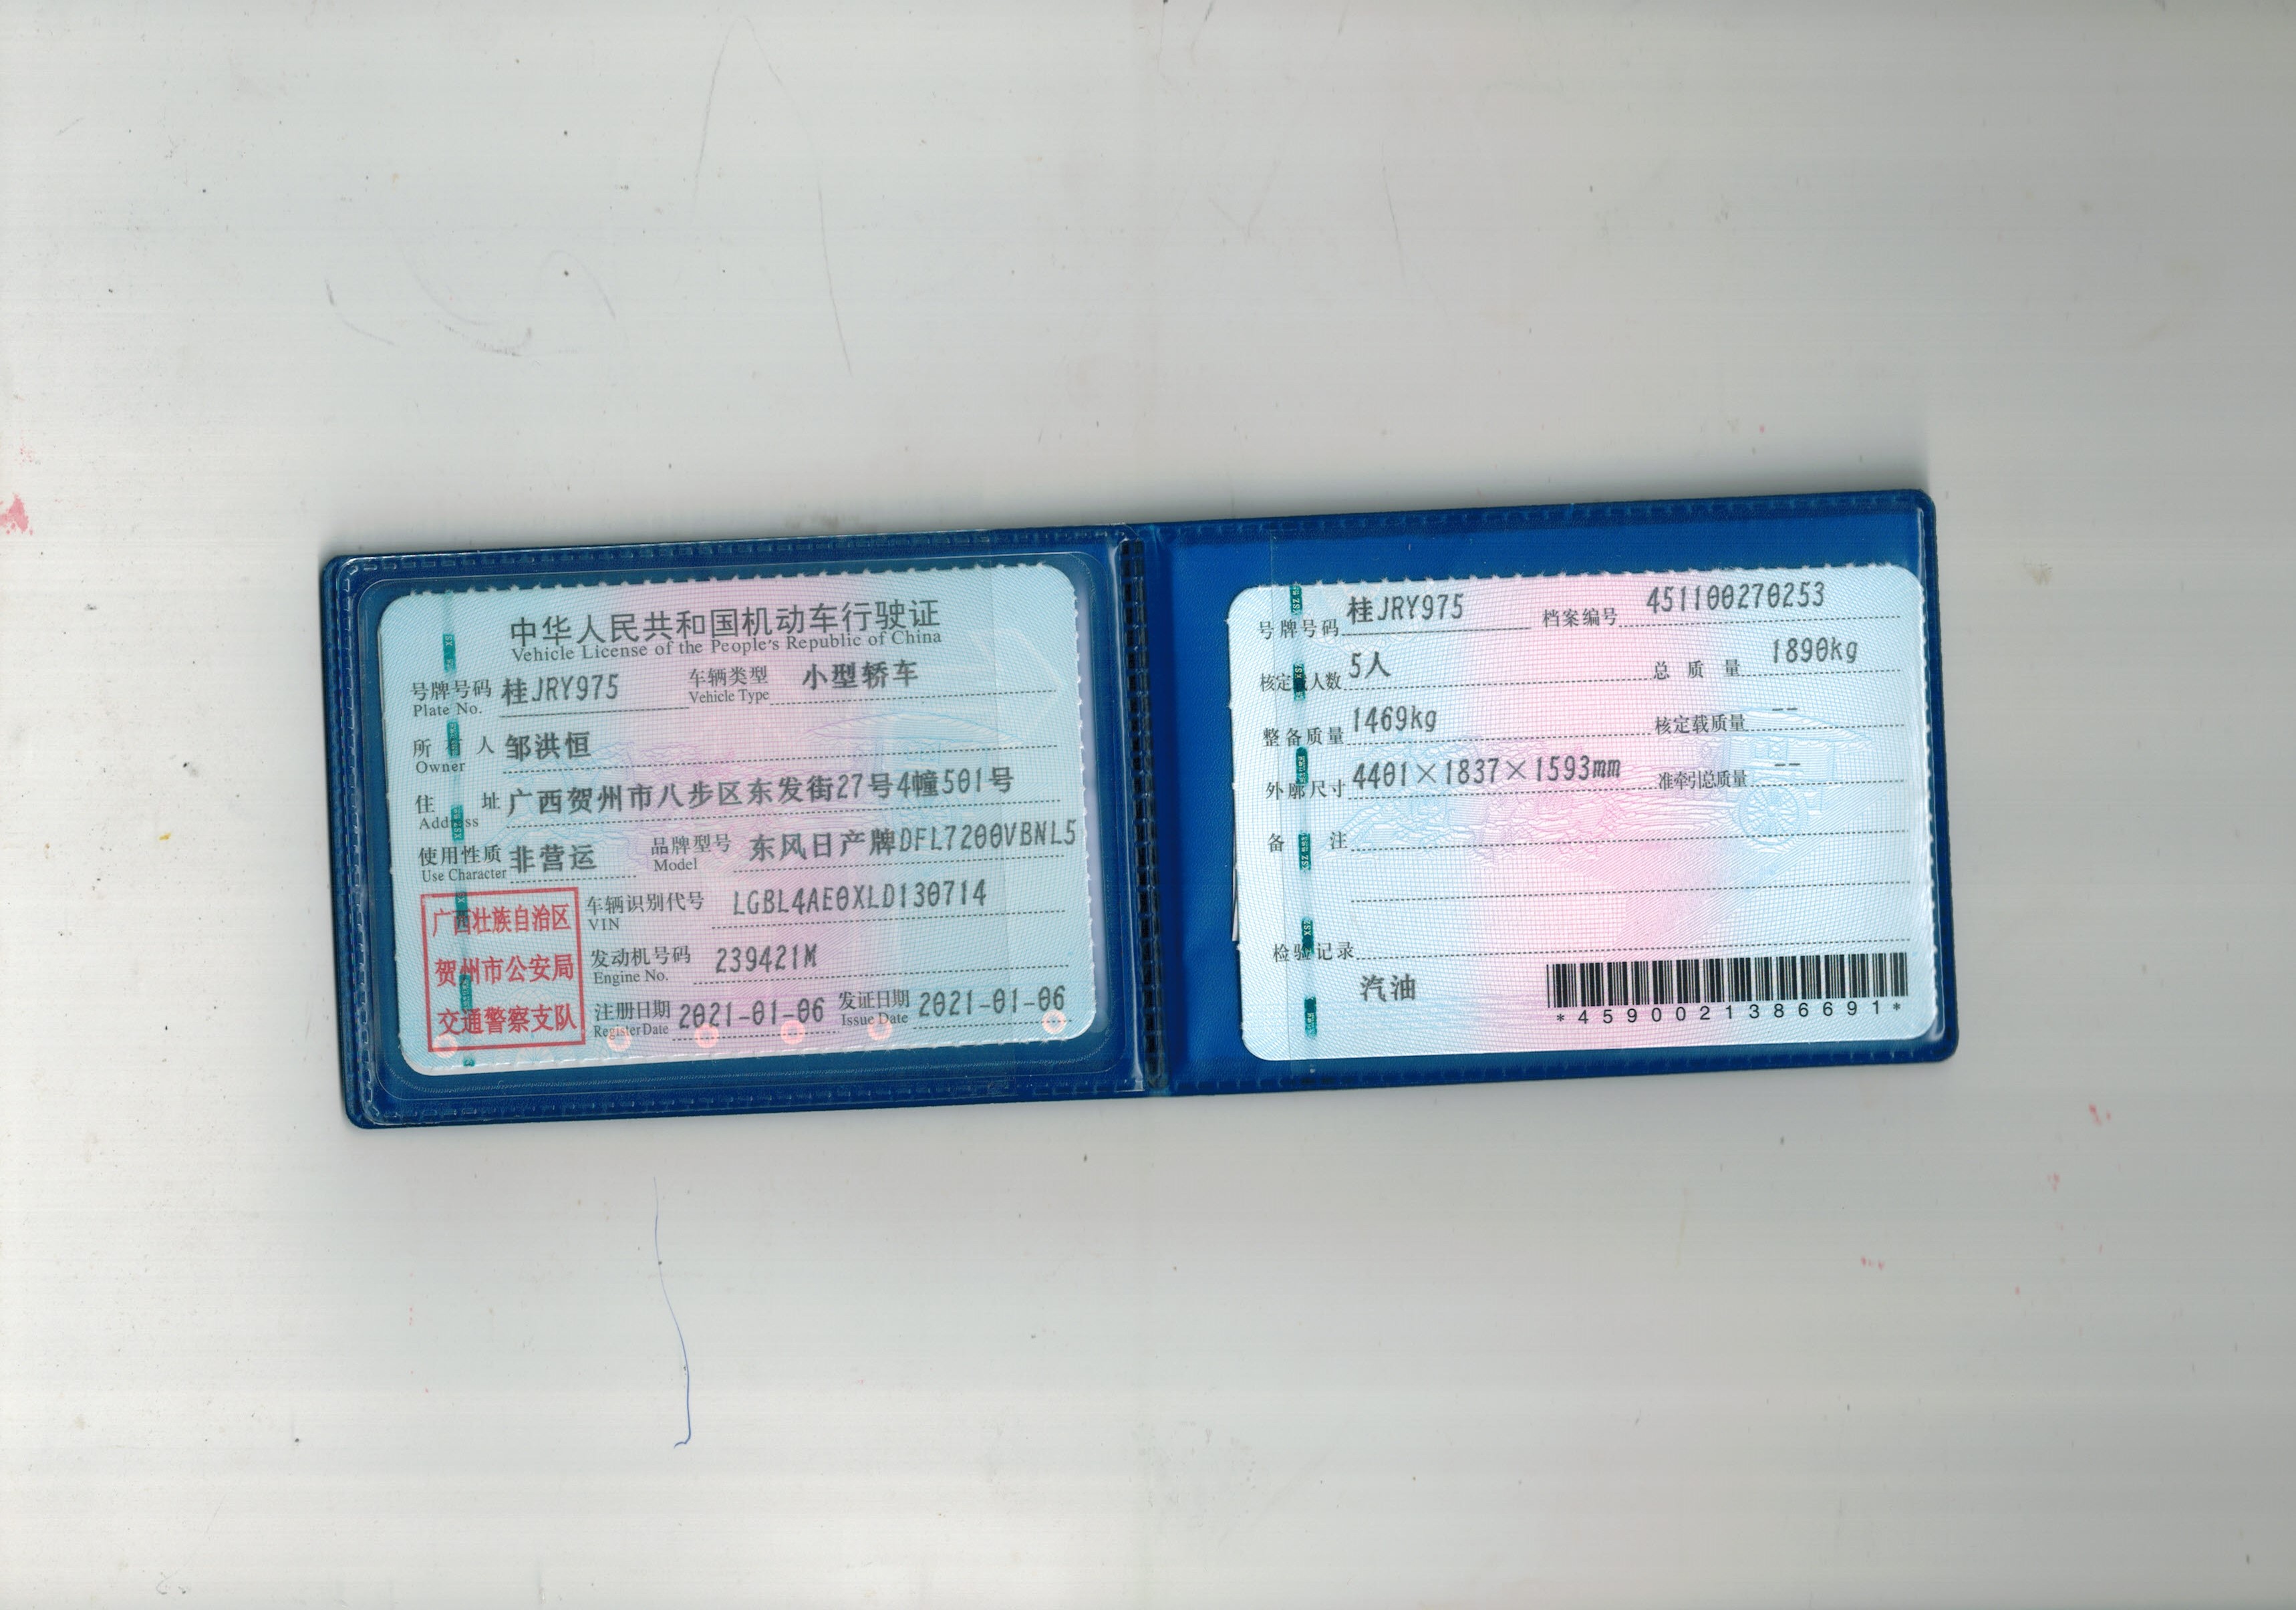 中华人民共和国机动车行驶证
Vehicle License of the People's Republic of China
号牌号码 桂JRY975 车辆类型 小型轿车
Plate No. Vehicle Type
所有人 邹洪恒
Owner
住址 广西贺州市八步区东发街27号4幢501号
Address
使用性质 非营运 品牌型号 东风日产牌DFL7200VBNL5
Use Character Model
广西壮族自治区
贺州市公安局
交通警察支队
车辆识别代号 LGBL4AE0XLD130714
VIN
发动机号码 239421M
Engine No.
注册日期 2021-01-06 发证日期 2021-01-06
Register Date Issue Date
号牌号码 桂JRY975 档案编号 451100270253
核定载人数 5人 总质量 1890kg
整备质量 1469kg 核定载质量 --
外廓尺寸 4401×1837×1593mm 准牵引总质量 --
备注
检验记录
汽油
*4590021386691*